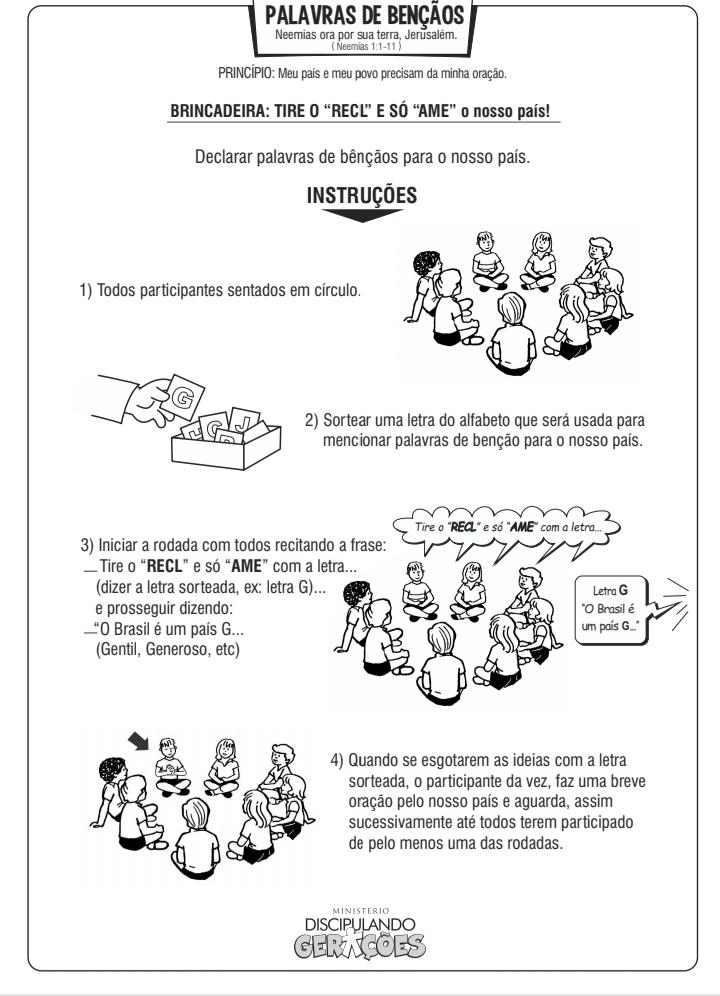 PALAVRAS DE BENÇÃOS
Neemias ora por sua terra, Jerusalém.
( Neemias 1:1-11 )
PRINCÍPIO: Meu país e meu povo precisam da minha oração.
BRINCADEIRA: TIRE O “RECL” E SÓ “AME” o nosso país!
Declarar palavras de bênçãos para o nosso país.
INSTRUÇÕES
1) Todos participantes sentados em círculo.
G
G J
2) Sortear uma letra do alfabeto que será usada para
mencionar palavras de benção para o nosso país.
Tire o “RECL” e só “AME” com a letra...
3) Iniciar a rodada com todos recitando a frase:
__Tire o “RECL” e só “AME” com a letra...
(dizer a letra sorteada, ex: letra G)...
e prosseguir dizendo:
__“O Brasil é um país G...
(Gentil, Generoso, etc)
Letra G
“O Brasil é
um país G...”
4) Quando se esgotarem as ideias com a letra
sorteada, o participante da vez, faz uma breve
oração pelo nosso país e aguarda, assim
sucessivamente até todos terem participado
de pelo menos uma das rodadas.
MINISTÉRIO
DISCIPULANDO
GERAÇÕES